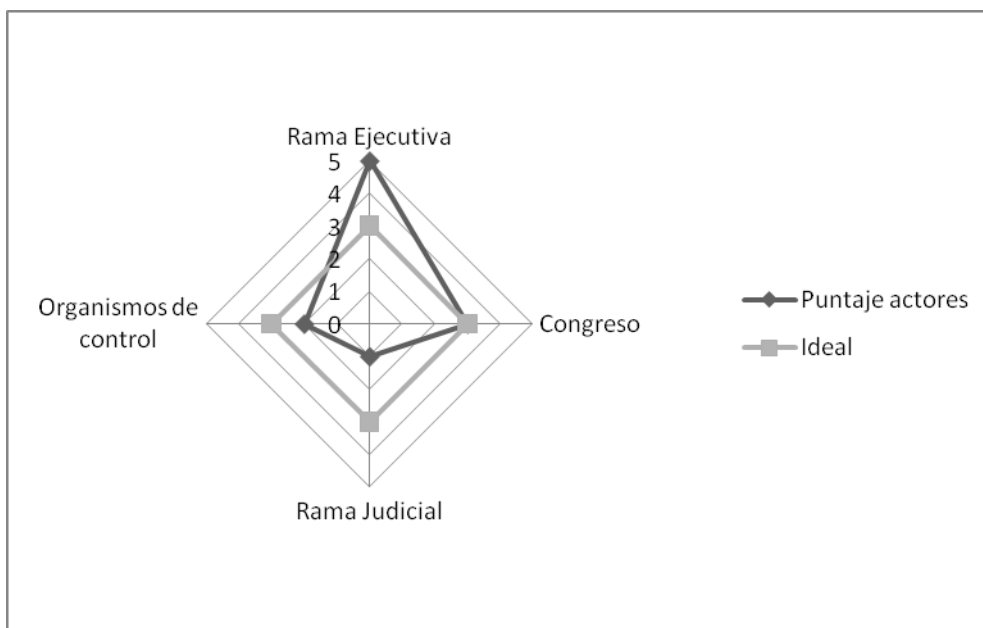 Rama Ejecutiva
5
4
3
2
1
0
Organismos de
control
Congreso
Rama Judicial
Puntaje actores
Ideal